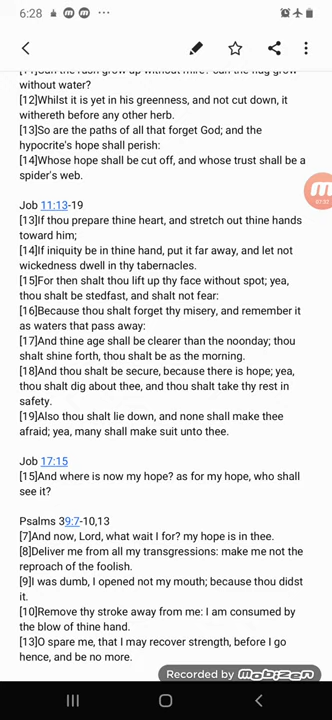 6:28
[11]Can the rush grow up without mire? can the flag grow
without water?
[12]Whilst it is yet in his greenness, and not cut down, it
withereth before any other herb.
[13]So are the paths of all that forget God; and the
hypocrite's hope shall perish:
[14]Whose hope shall be cut off, and whose trust shall be a
spider's web.
Job 11:13-19
[13]If thou prepare thine heart, and stretch out thine hands
toward him;
[14]If iniquity be in thine hand, put it far away, and let not
wickedness dwell in thy tabernacles.
[15]For then shalt thou lift up thy face without spot; yea,
thou shalt be stedfast, and shalt not fear:
[16]Because thou shalt forget thy misery, and remember it
as waters that pass away:
[17]And thine age shall be clearer than the noonday; thou
shalt shine forth, thou shalt be as the morning.
[18]And thou shalt be secure, because there is hope; yea,
thou shalt dig about thee, and thou shalt take thy rest in
safety.
[19]Also thou shalt lie down, and none shall make thee
afraid; yea, many shall make suit unto thee.
Job 17:15
[15]And where is now my hope? as for my hope, who shall
see it?
Psalms 39:7-10,13
[7]And now, Lord, what wait I for? my hope is in thee.
[8]Deliver me from all my transgressions: make me not the
reproach of the foolish.
[9]I was dumb, I opened not my mouth; because thou didst
it.
[10]Remove thy stroke away from me: I am consumed by
the blow of thine hand.
[13]O spare me, that I may recover strength, before I go
hence, and be no more.
Recorded by mobizen